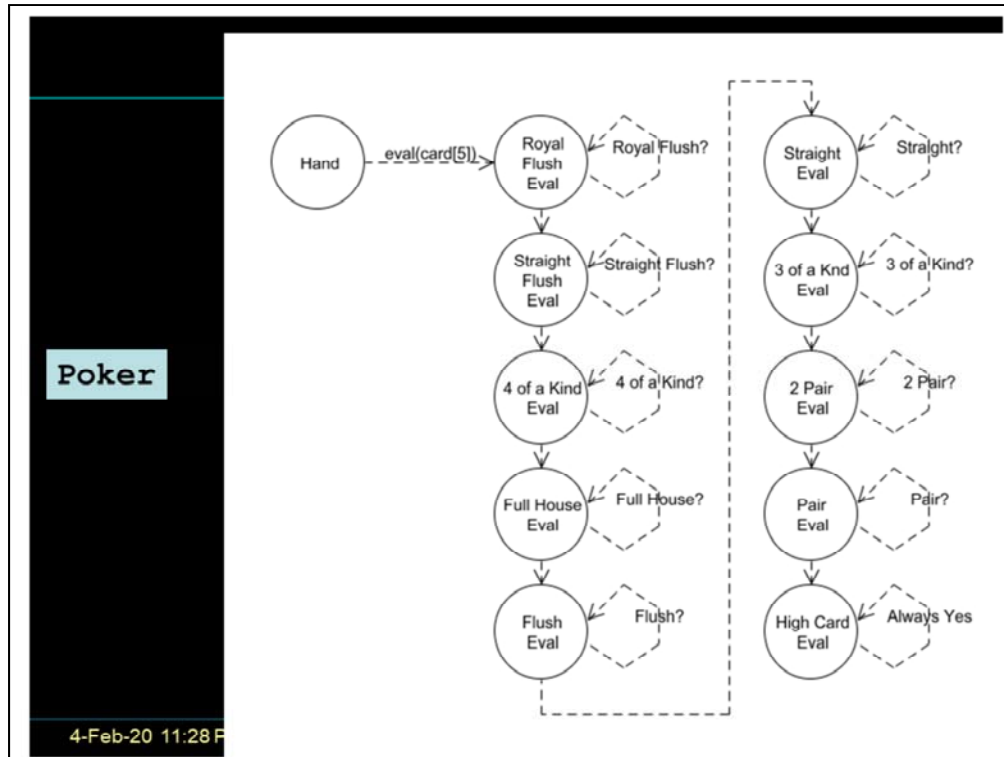 Poker
4-Feb-20 11:28 P
Hand
eval(card[5])
Royal
Flush
Eval
Royal Flush?
Straight
Flush
Eval
Straight Flush?
4 of a Kind
Eval
4 of a Kind?
Full House
Eval
Full House?
Flush
Eval
Flush?
Straight
Eval
Straight?
3 of a Knd
Eval
3 of a Kind?
2 Pair
Eval
2 Pair?
Pair
Eval
Pair?
High Card
Eval
Always Yes